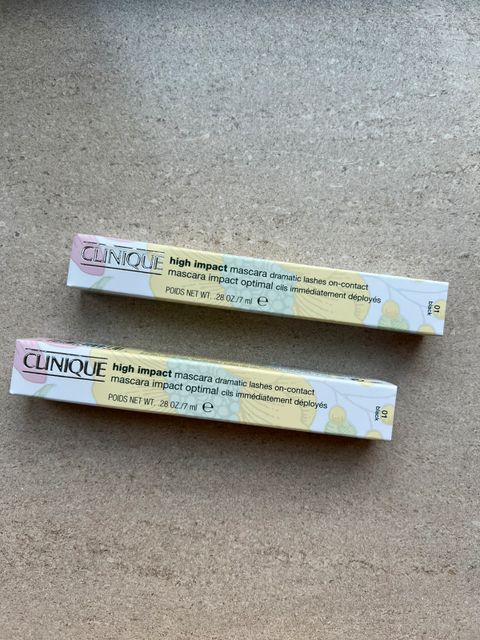 CLINIQUE
high impact mascara dramatic lashes on-contact
mascara impact optimal cils immédiatement déployés
POIDS NET WT. .28 OZ./7 ml ℮
01
black
CLINIQUE
high impact mascara dramatic lashes on-contact
mascara impact optimal cils immédiatement déployés
POIDS NET WT. .28 OZ./7 ml ℮
01
black